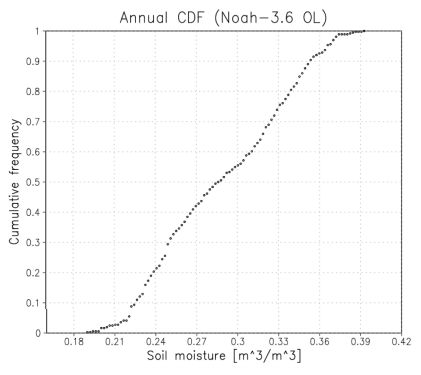 Annual CDF (Noah-3.6 OL)
Cumulative frequency
1
0.9
0.8
0.7
0.6
0.5
0.4
0.3
0.2
0.1
0
0.18 0.21 0.24 0.27 0.3 0.33 0.36 0.39 0.42
Soil moisture [m^3/m^3]